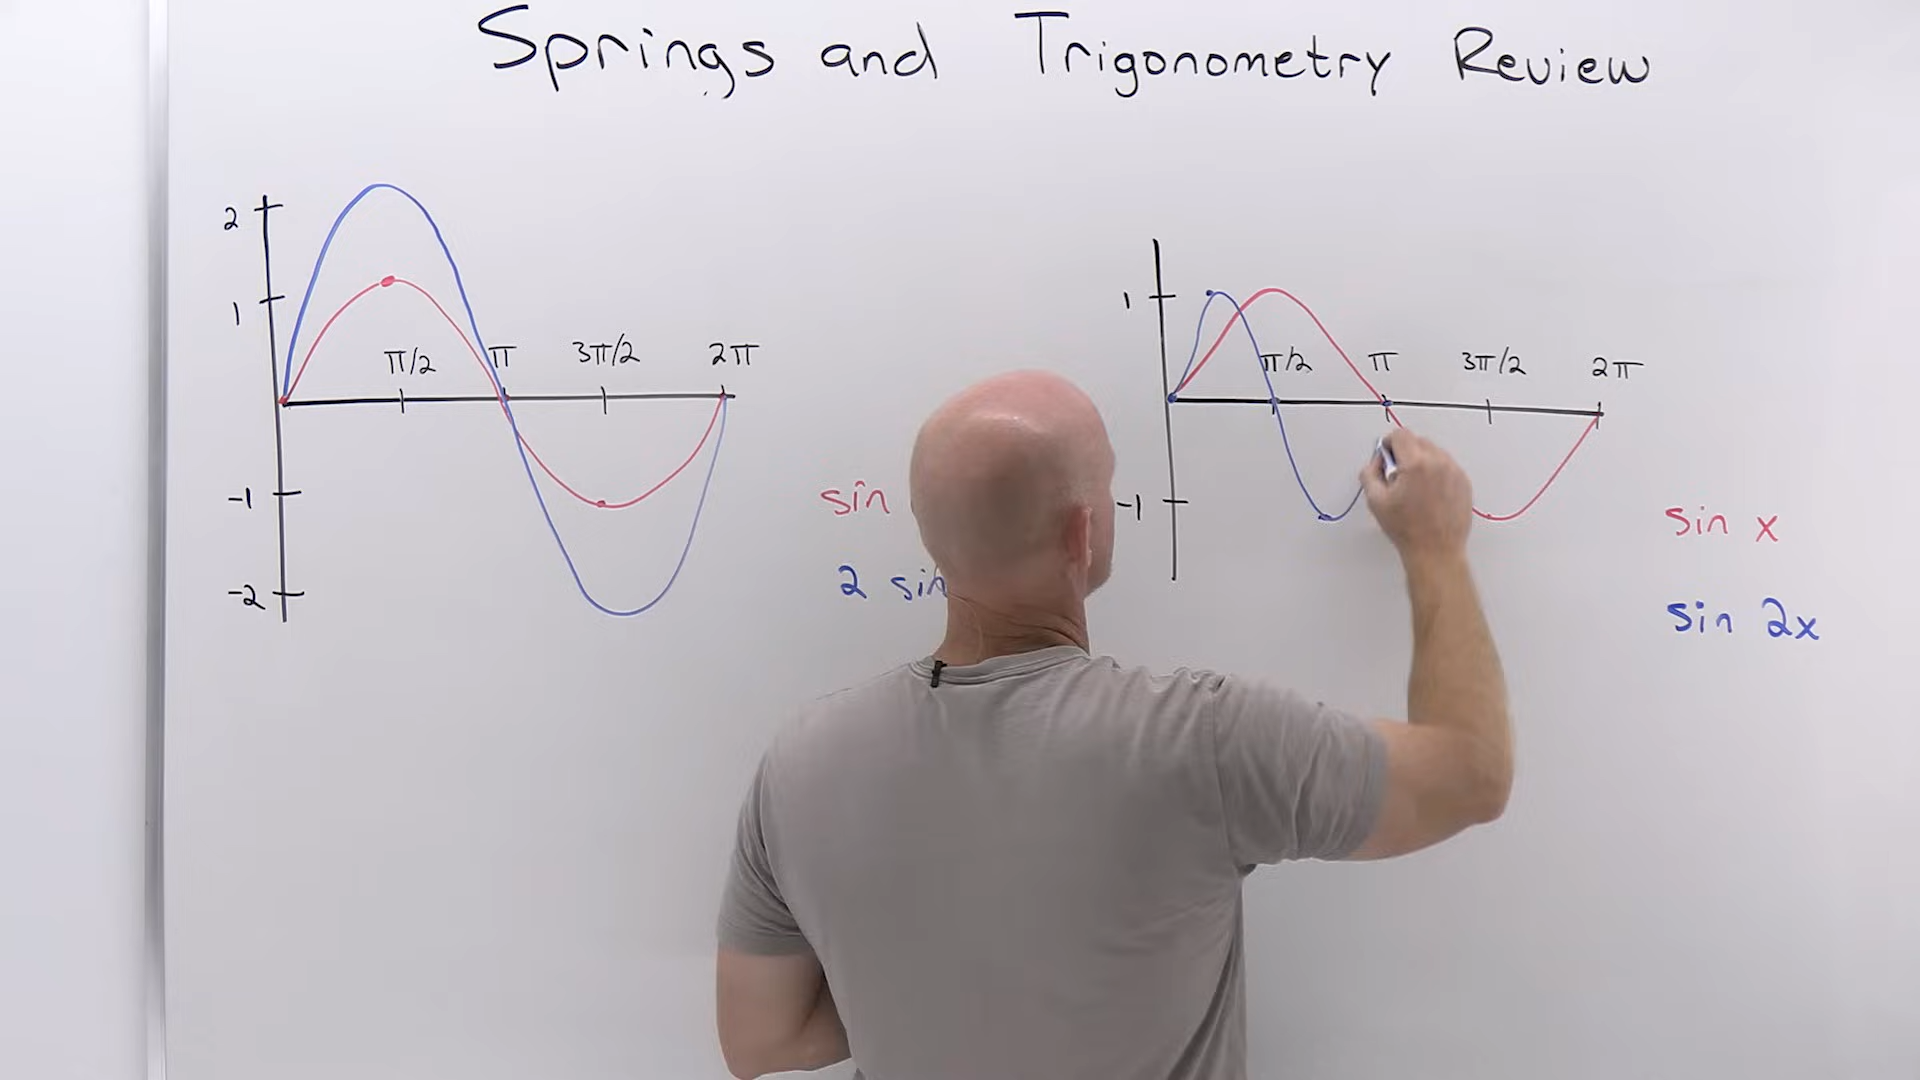 Springs and Trigonometry Review
2
1
π/2 π 3π/2 2π
-1
-2
sin
2 sin
1
π/2 π 3π/2 2π
-1
sin x
sin 2x